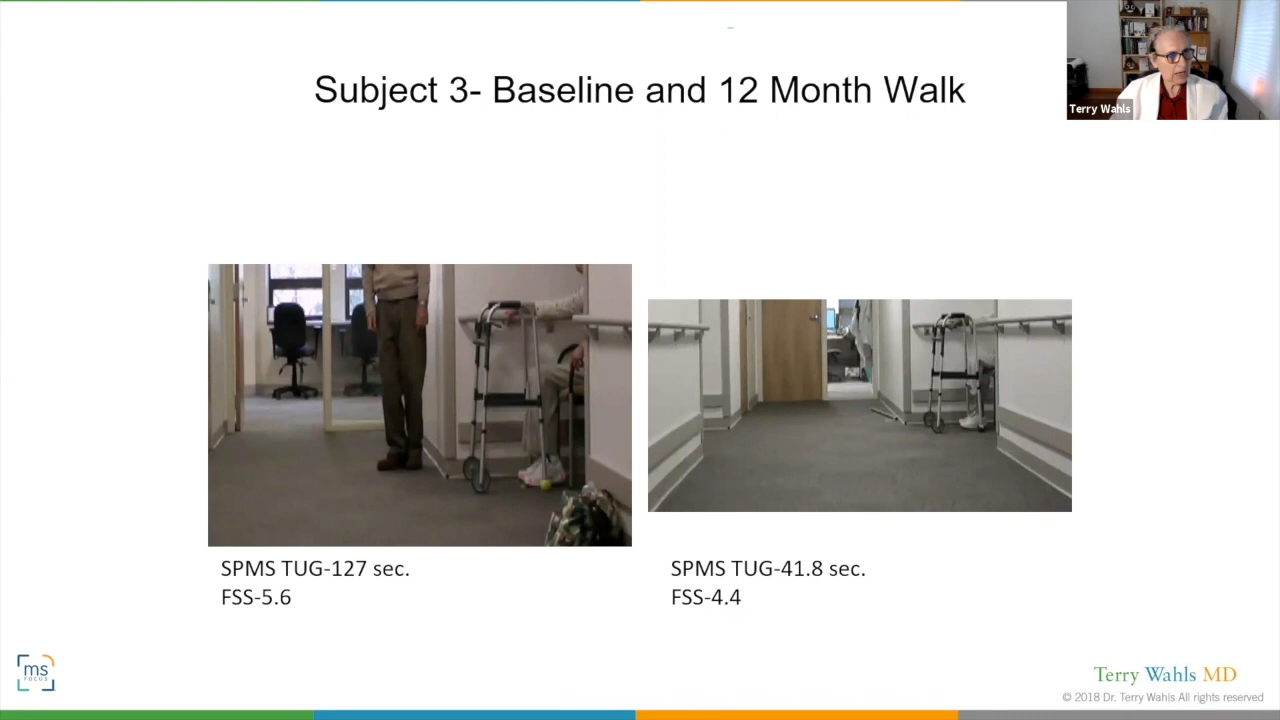 Subject 3- Baseline and 12 Month Walk
Terry Wahls
SPMS TUG-127 sec.
FSS-5.6
SPMS TUG-41.8 sec.
FSS-4.4
ms
FOCUS
Terry Wahls MD
© 2018 Dr. Terry Wahls All rights reserved